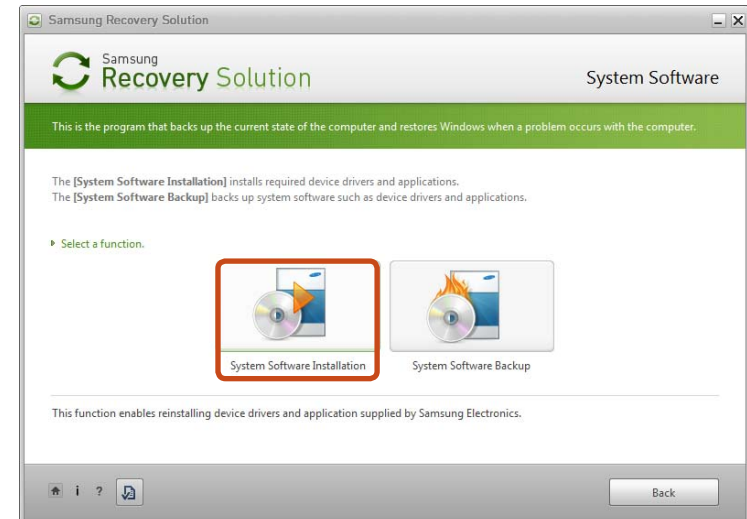 Samsung Recovery Solution
Samsung
Recovery Solution
System Software
This is the program that backs up the current state of the computer and restores Windows when a problem occurs with the computer.
The [System Software Installation] installs required device drivers and applications.
The [System Software Backup] backs up system software such as device drivers and applications.
Select a function.
System Software Installation
System Software Backup
This function enables reinstalling device drivers and application supplied by Samsung Electronics.
i ?
Back